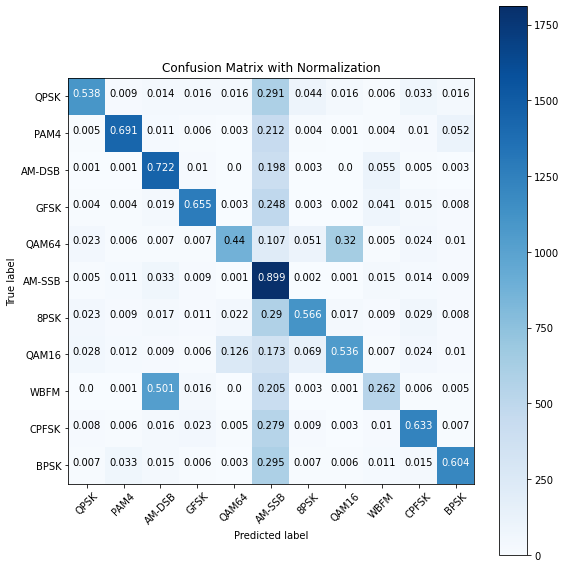 Confusion Matrix with Normalization
QPSK 0.538 0.009 0.014 0.016 0.016 0.291 0.044 0.016 0.006 0.033 0.016
PAM4 0.005 0.691 0.011 0.006 0.003 0.212 0.004 0.001 0.004 0.01 0.052
AM-DSB 0.001 0.001 0.722 0.01 0.0 0.198 0.003 0.0 0.055 0.005 0.003
GFSK 0.004 0.004 0.019 0.655 0.003 0.248 0.003 0.002 0.041 0.015 0.008
QAM64 0.023 0.006 0.007 0.007 0.44 0.107 0.051 0.32 0.005 0.024 0.01
AM-SSB 0.005 0.011 0.033 0.009 0.001 0.899 0.002 0.001 0.015 0.014 0.009
8PSK 0.023 0.009 0.017 0.011 0.022 0.29 0.566 0.017 0.009 0.029 0.008
QAM16 0.028 0.012 0.009 0.006 0.126 0.173 0.069 0.536 0.007 0.024 0.01
WBFM 0.0 0.001 0.501 0.016 0.0 0.205 0.003 0.001 0.262 0.006 0.005
CPFSK 0.008 0.006 0.016 0.023 0.005 0.279 0.009 0.003 0.01 0.633 0.007
BPSK 0.007 0.033 0.015 0.006 0.003 0.295 0.007 0.006 0.011 0.015 0.604
QPSK PAM4 AM-DSB GFSK QAM64 AM-SSB 8PSK QAM16 WBFM CPFSK BPSK
Predicted label
True label
1750
1500
1250
1000
750
500
250
0